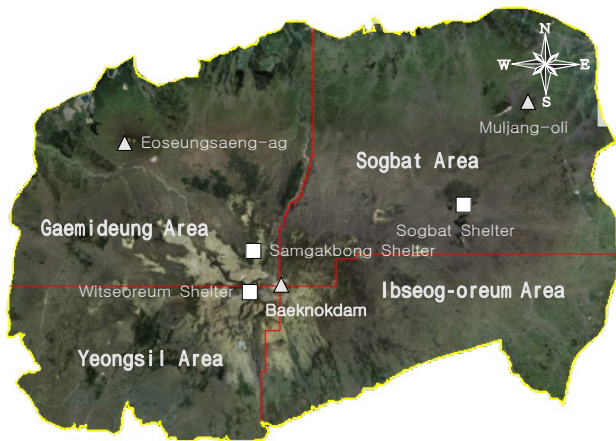 N
W E
S
Muljang-oli
Eoseungsaeng-ag
Sogbat Area
Gaemideung Area
Sogbat Shelter
Samgakbong Shelter
Witseoreum Shelter
Ibseog-oreum Area
Baeknokdam
Yeongsil Area